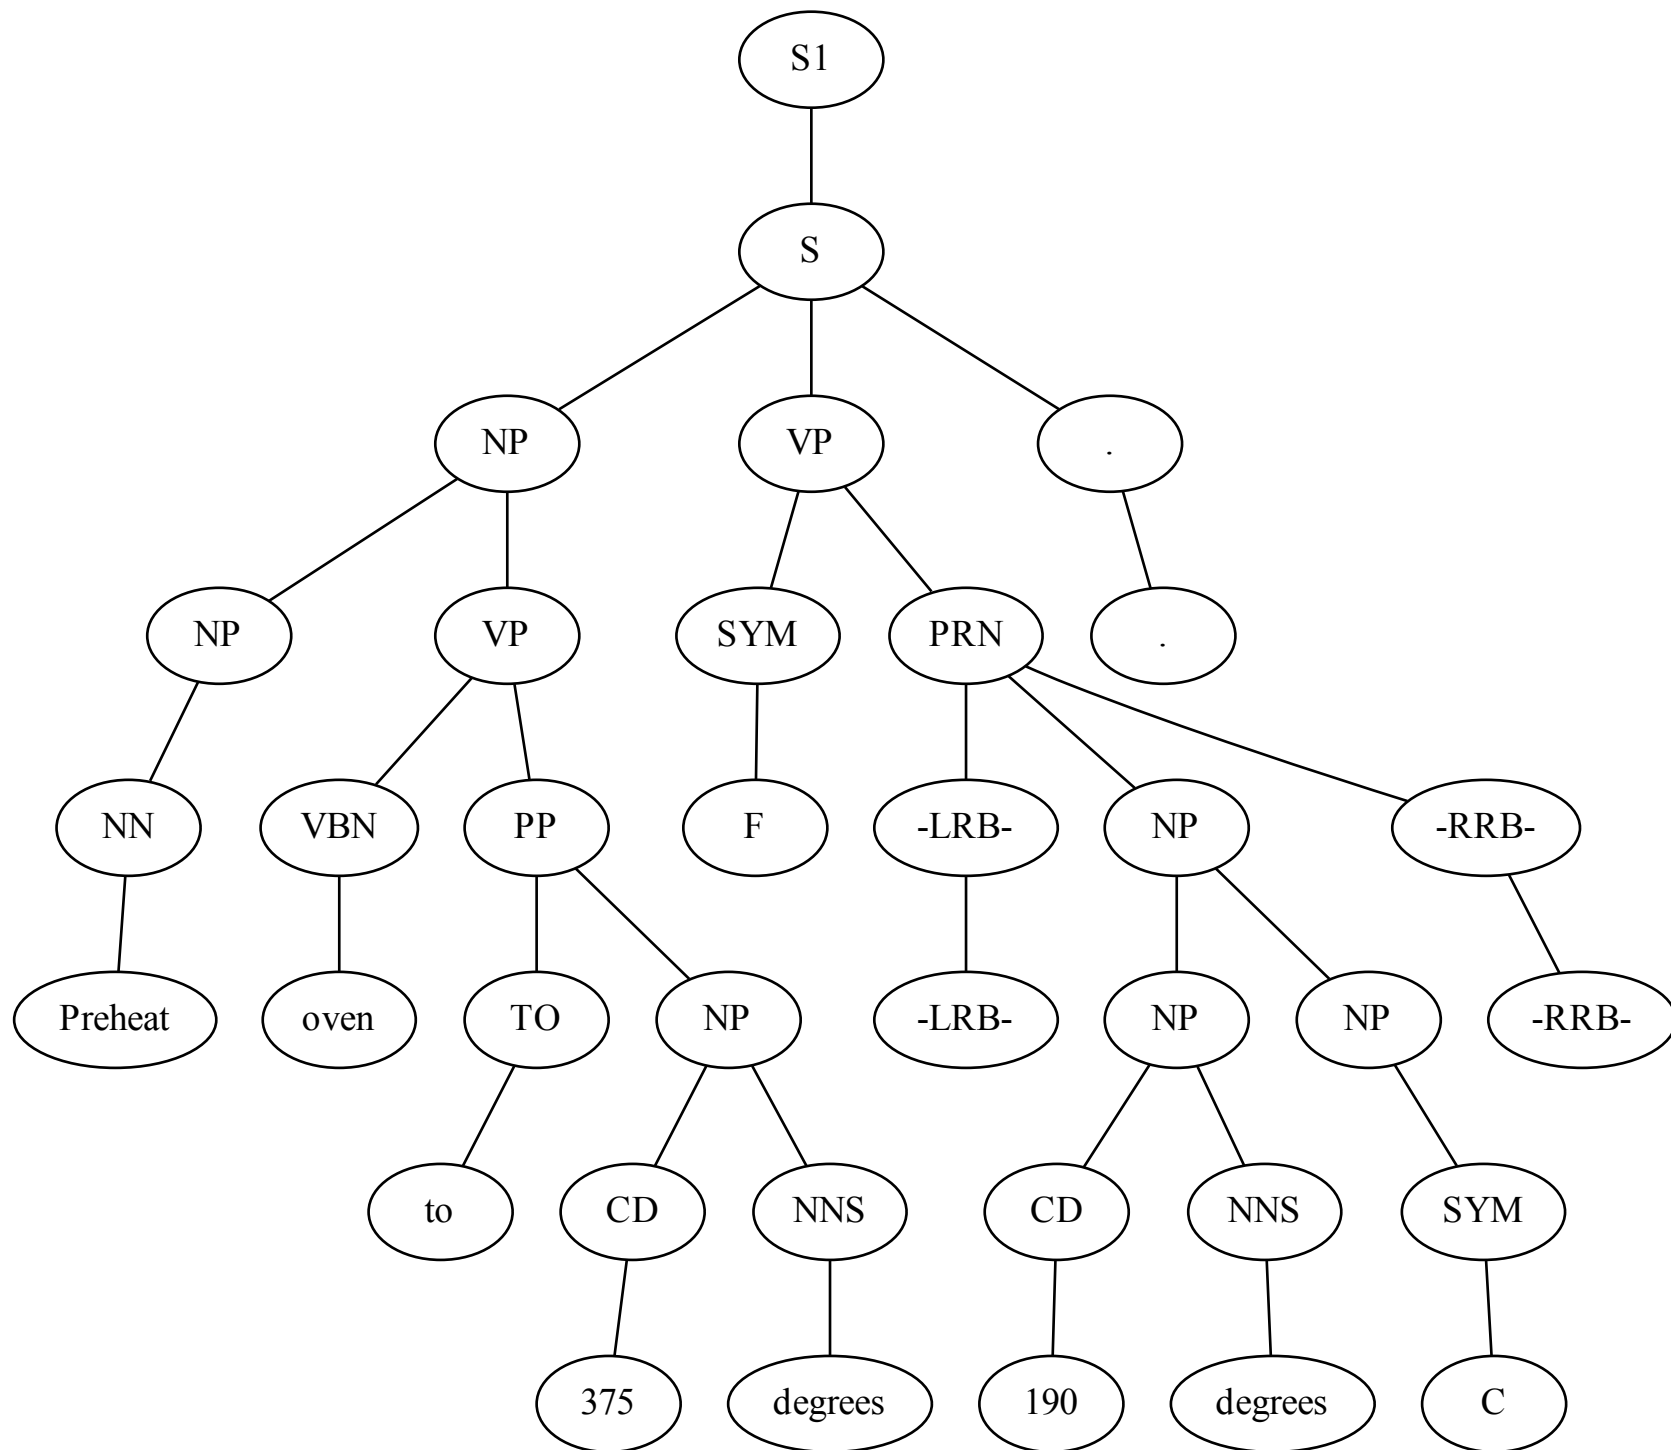 S1
S
NP VP .
NP VP SYM PRN .
NN VBN PP F -LRB- NP -RRB-
Preheat oven TO NP -LRB- NP NP -RRB-
to CD NNS CD NNS SYM
375 degrees 190 degrees C